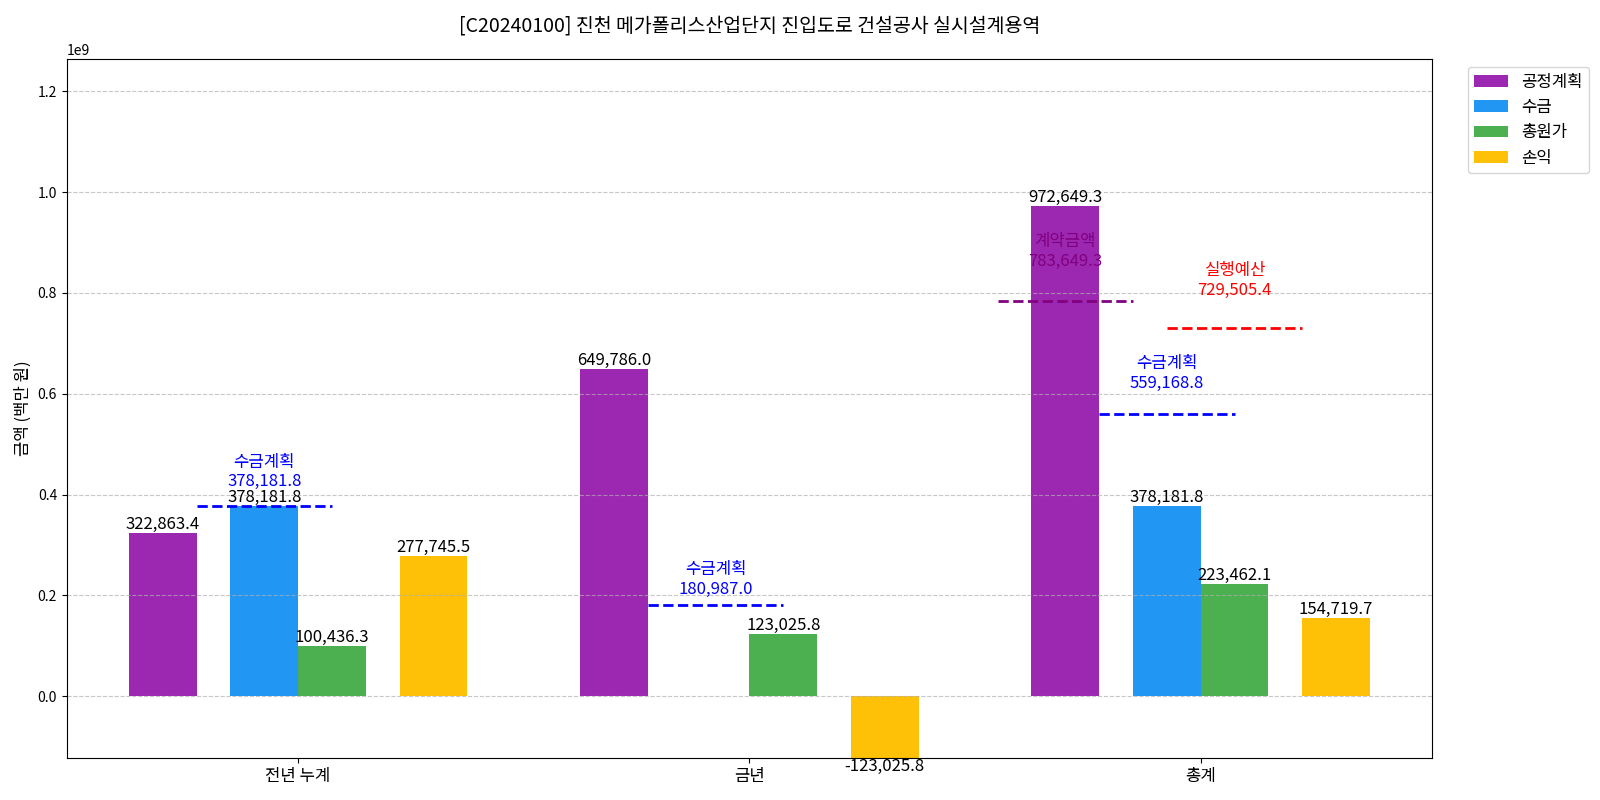 [C20240100] 진천 메가폴리스산업단지 진입도로 건설공사 실시설계용역
1e9
공정계획
수금
총원가
손익
금액 (백만 원)
1.2
1.0
0.8
0.6
0.4
0.2
0.0
322,863.4
수금계획
378,181.8
378,181.8
100,436.3
277,745.5
649,786.0
수금계획
180,987.0
123,025.8
-123,025.8
972,649.3
계약금액
783,649.3
실행예산
729,505.4
수금계획
559,168.8
378,181.8
223,462.1
154,719.7
전년 누계
금년
총계